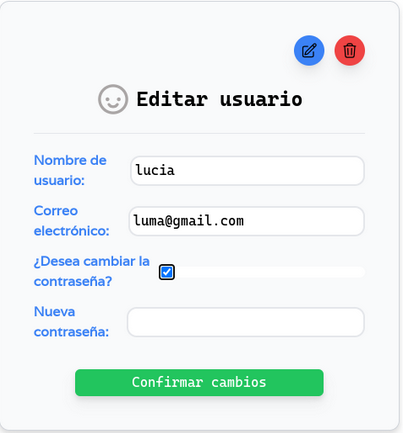 Editar usuario
Nombre de
usuario:
lucia
Correo
electrónico:
luma@gmail.com
¿Desea cambiar la
contraseña?
Nueva
contraseña:
Confirmar cambios